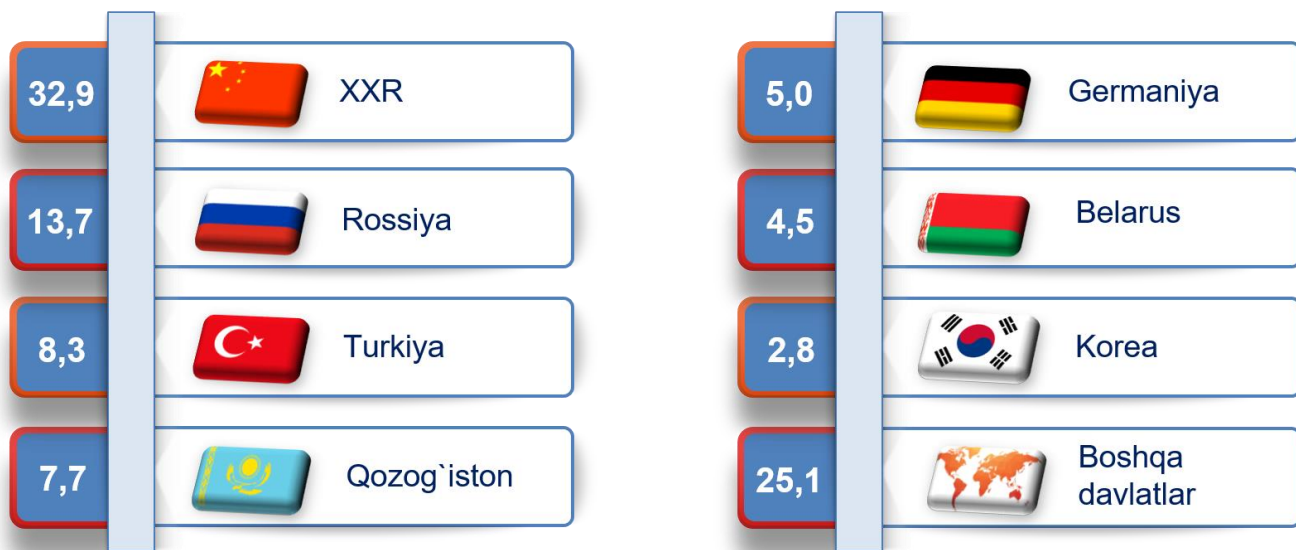 32,9 XXR
13,7 Rossiya
8,3 Turkiya
7,7 Qozog`iston
5,0 Germaniya
4,5 Belarus
2,8 Korea
25,1 Boshqa
davlatlar